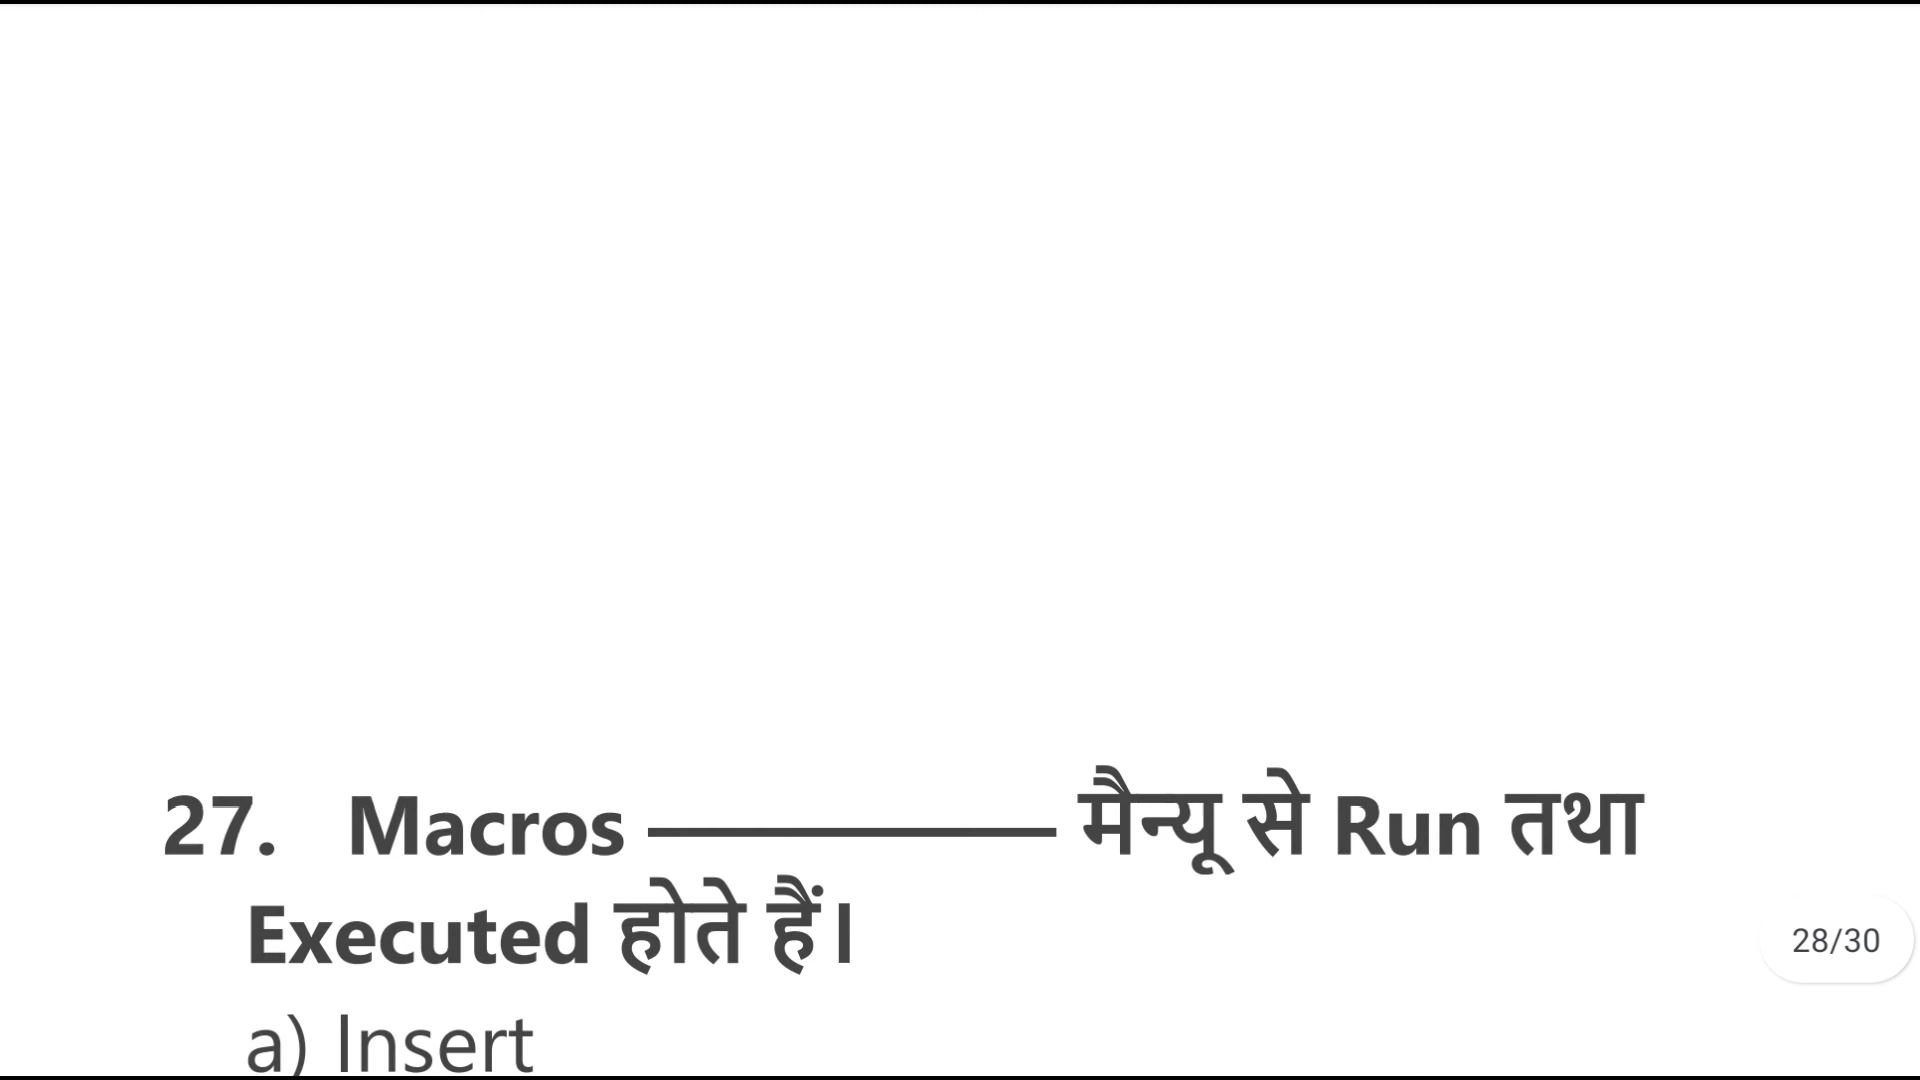 27. Macros ————— मैन्यू से Run तथा
Executed होते हैं।
28/30
a) Insert